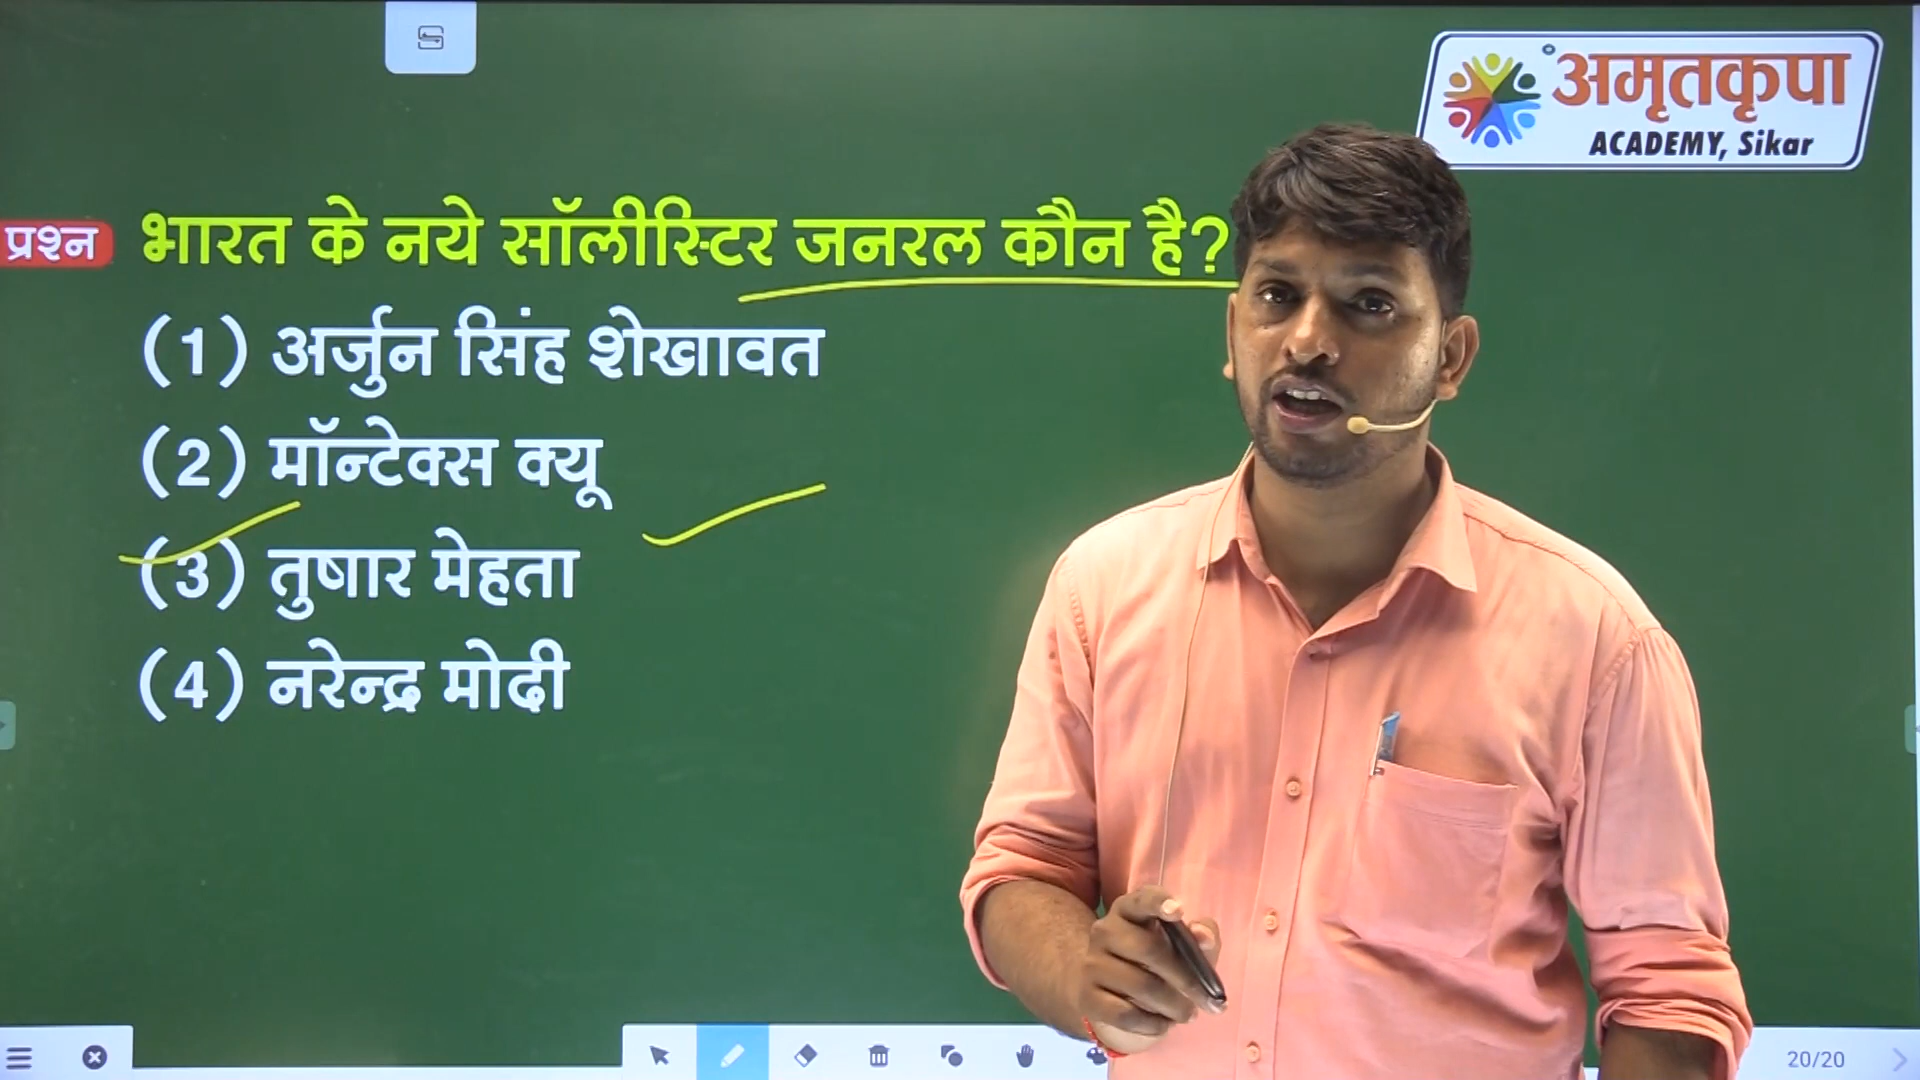 अमृतकृपा
ACADEMY, Sikar
प्रश्न भारत के नये सॉलीस्टिर जनरल कौन है?
(1) अर्जुन सिंह शेखावत
(2) मॉन्टेक्स क्यू
(3) तुषार मेहता
(4) नरेन्द्र मोदी
20/20